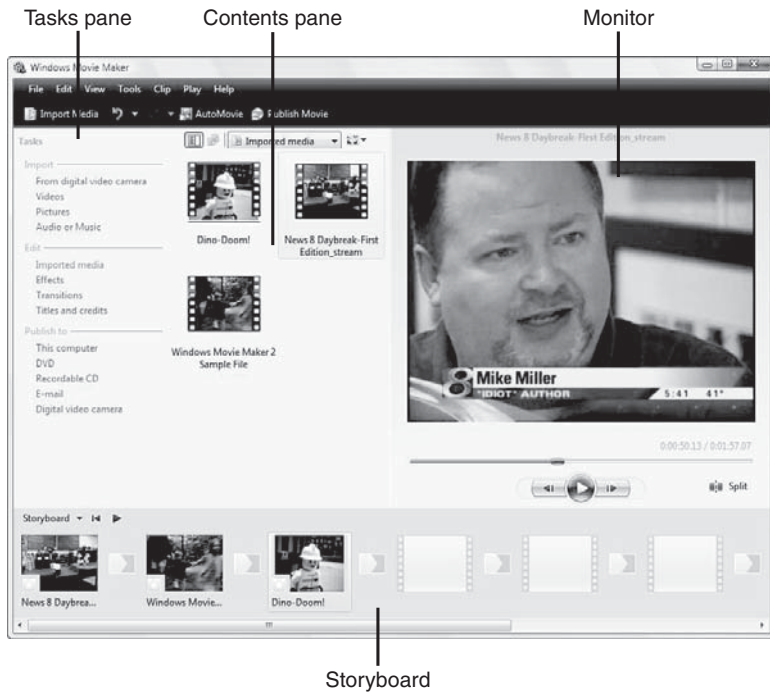 Tasks pane
Contents pane
Monitor
Windows Movie Maker
File Edit View Tools Clip Play Help
Import Media AutoMovie Publish Movie
Tasks
Imported media
News 8 Daybreak-First Edition_stream
Import
From digital video camera
Videos
Pictures
Audio or Music
Edit
Imported media
Effects
Transitions
Titles and credits
Publish to
This computer
DVD
Recordable CD
E-mail
Digital video camera
Dino-Doom!
News 8 Daybreak-First
Edition_stream
Windows Movie Maker 2
Sample File
8
Mike Miller
"IDIOT" AUTHOR
5:41 41°
0:00:50.13 / 0:01:57.07
Split
Storyboard
News 8 Daybrea...
Windows Movie...
Dino-Doom!
Storyboard